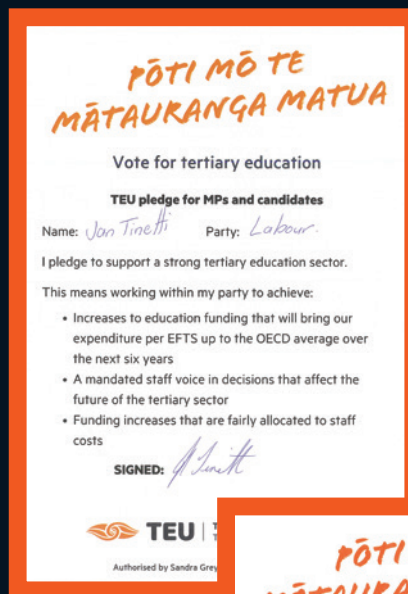 PŌTI MŌ TE
MĀTAURANGA MATUA
Vote for tertiary education
TEU pledge for MPs and candidates
Name: Jan Tinetti Party: Labour.
I pledge to support a strong tertiary education sector.
This means working within my party to achieve:
• Increases to education funding that will bring our
expenditure per EFTS up to the OECD average over
the next six years
• A mandated staff voice in decisions that affect the
future of the tertiary sector
• Funding increases that are fairly allocated to staff
costs
SIGNED: J Tinetti
TEU
Authorised by Sandra Grey
PŌTI